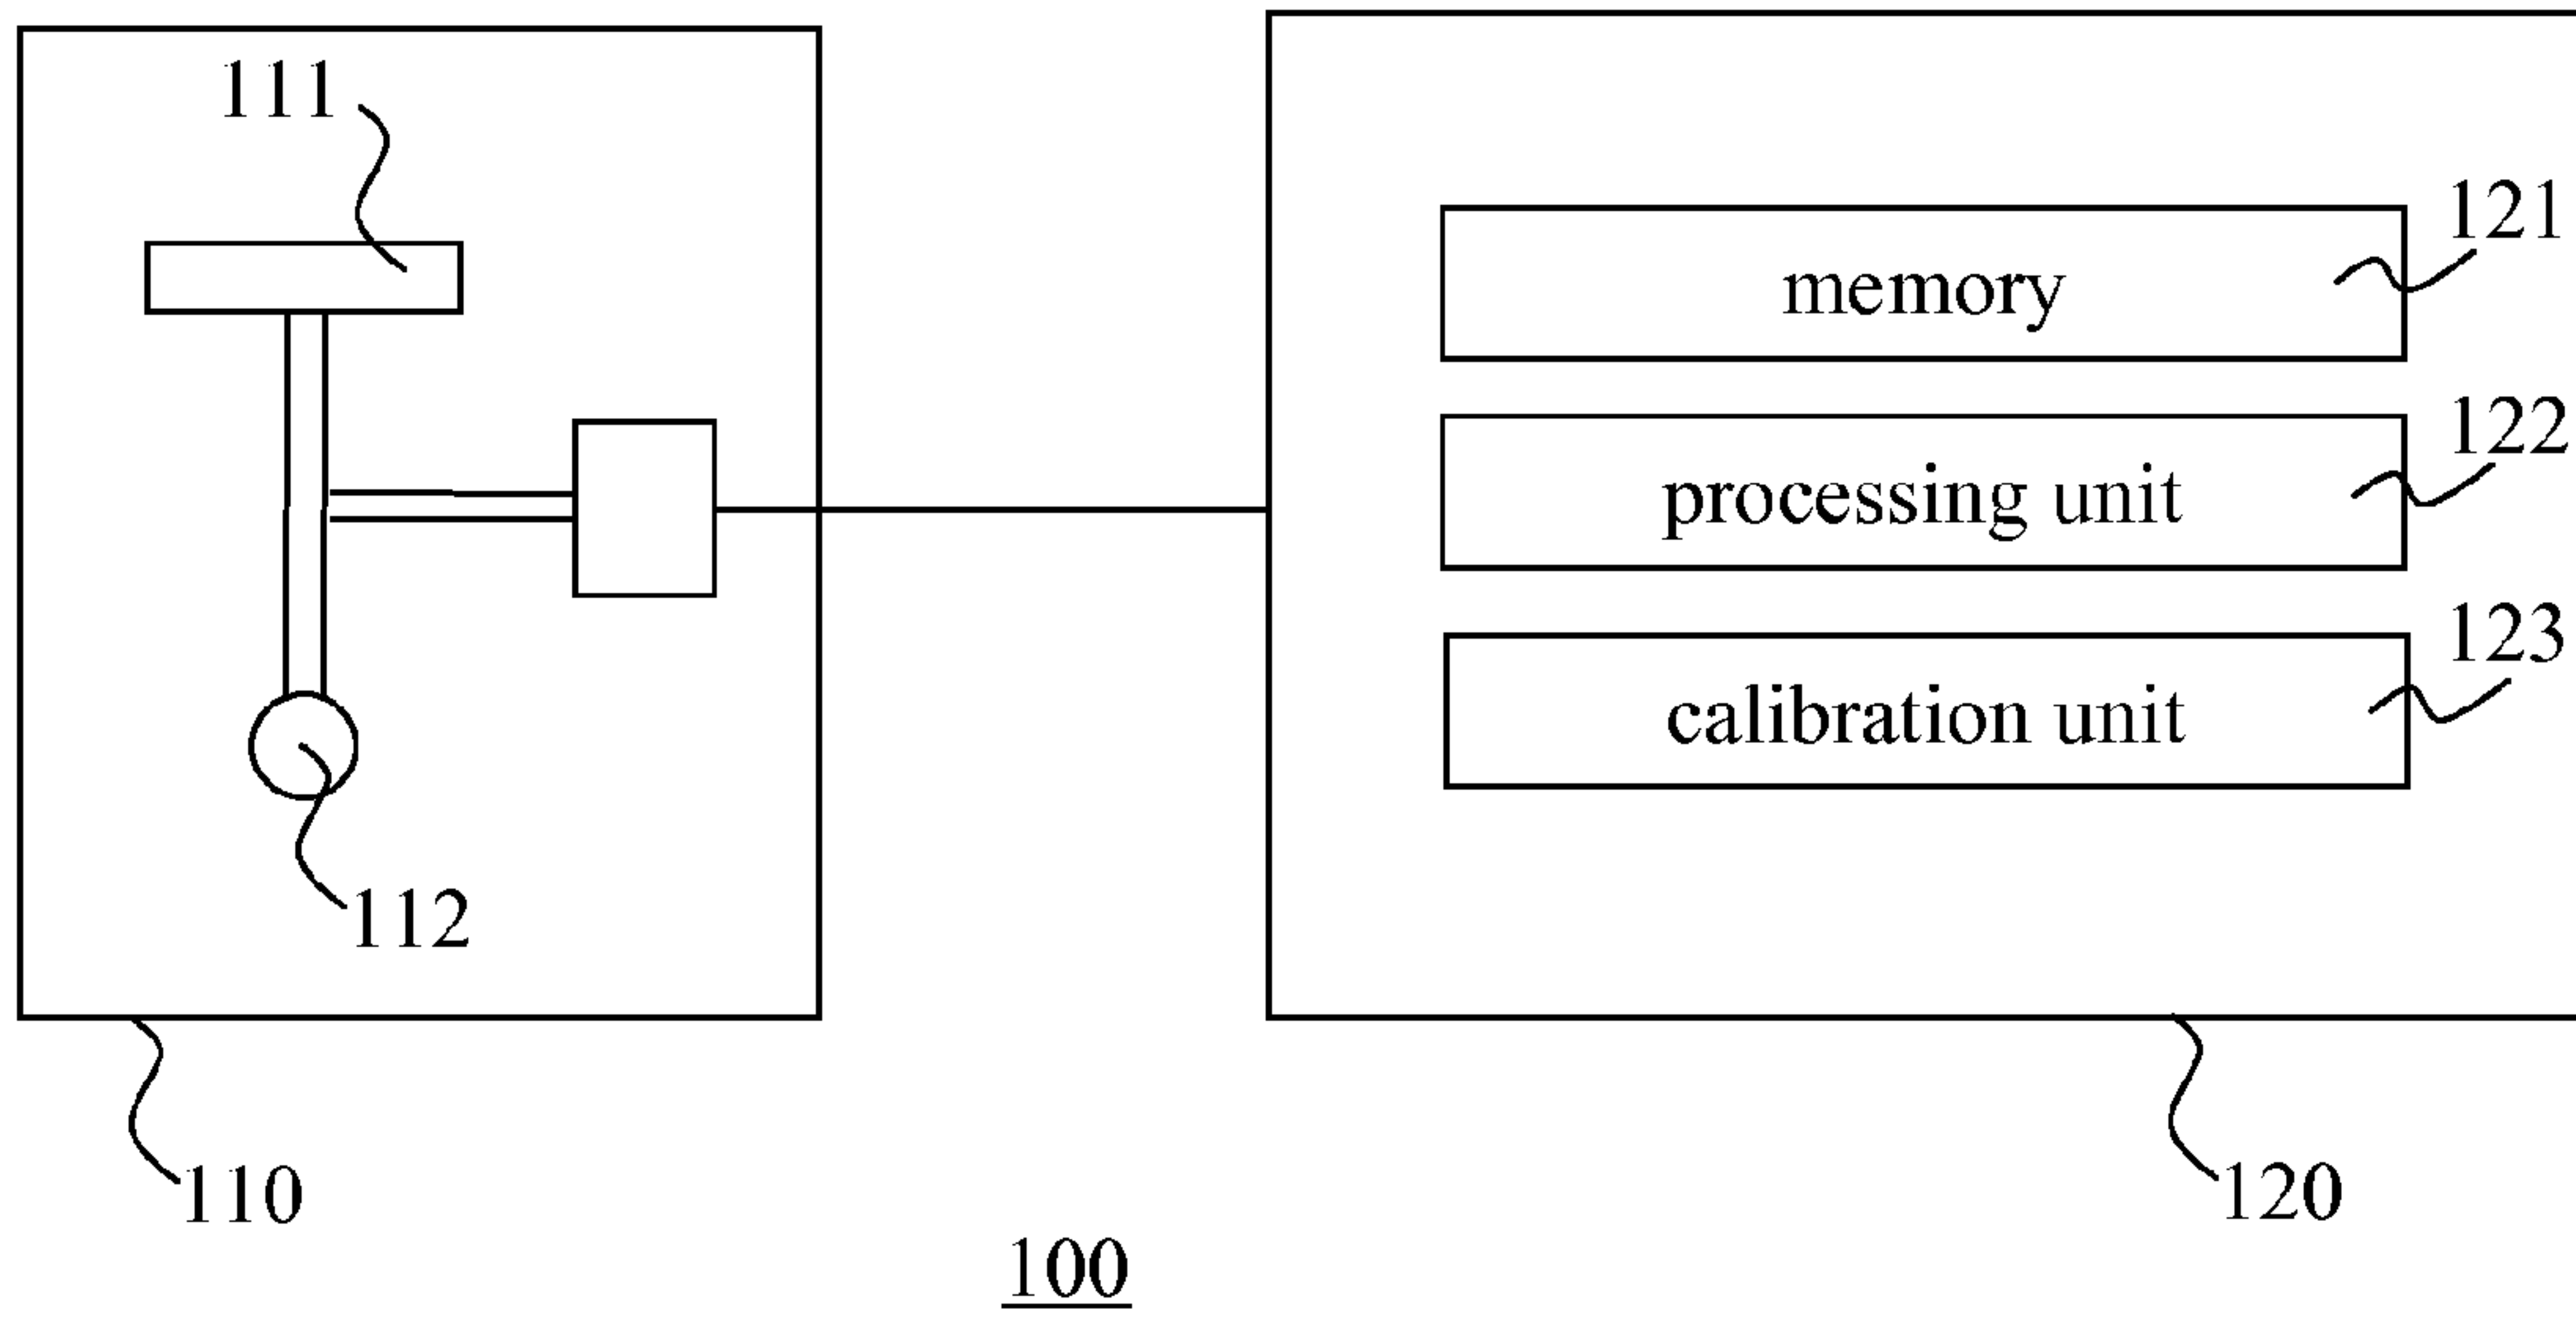 111
121
memory
122
processing unit
123
calibration unit
112
110
120
100